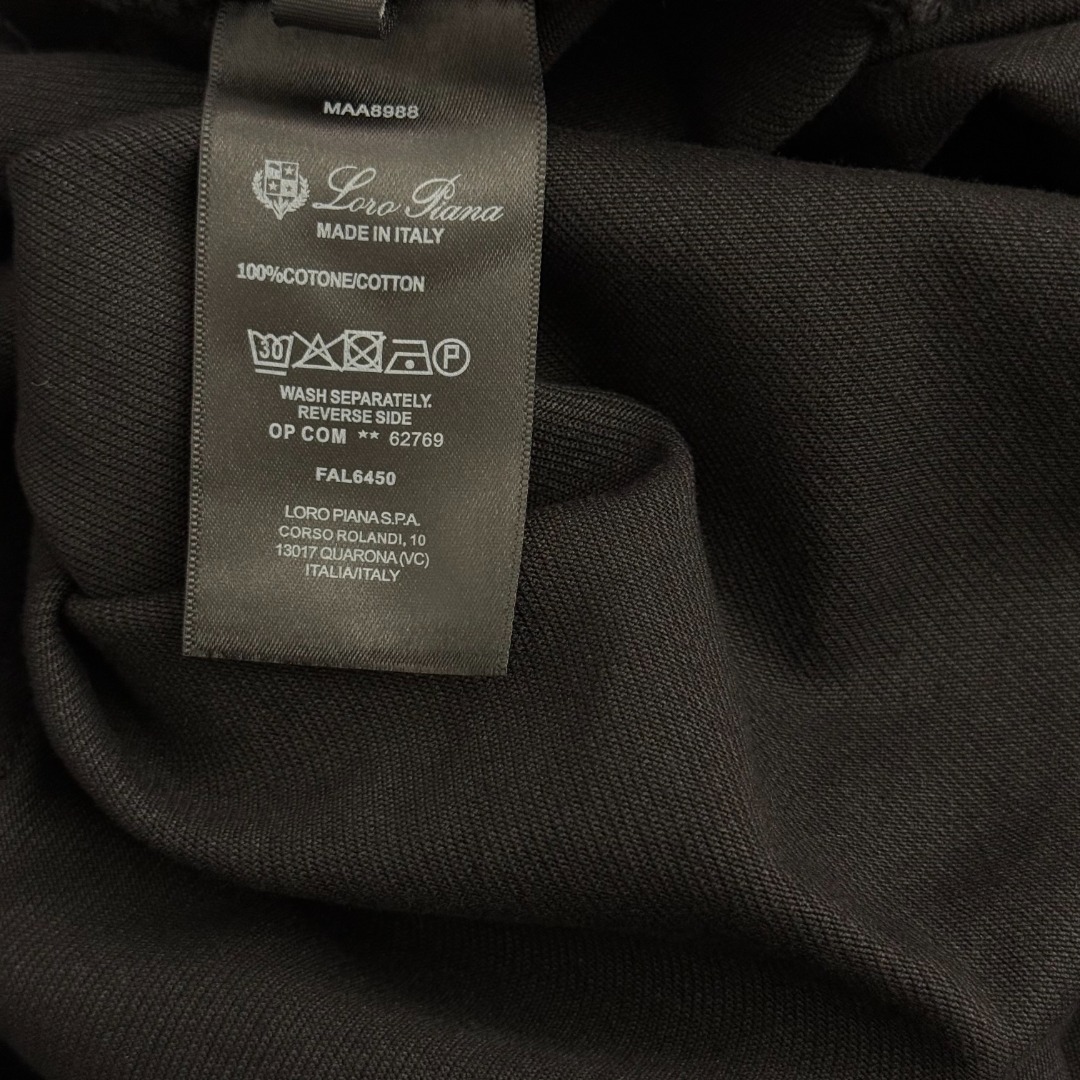 MAA8988
Loro Piana
MADE IN ITALY
100%COTONE/COTTON
30 P
WASH SEPARATELY.
REVERSE SIDE
OP COM ** 62769
FAL6450
LORO PIANA S.P.A.
CORSO ROLANDI, 10
13017 QUARONA (VC)
ITALIA/ITALY